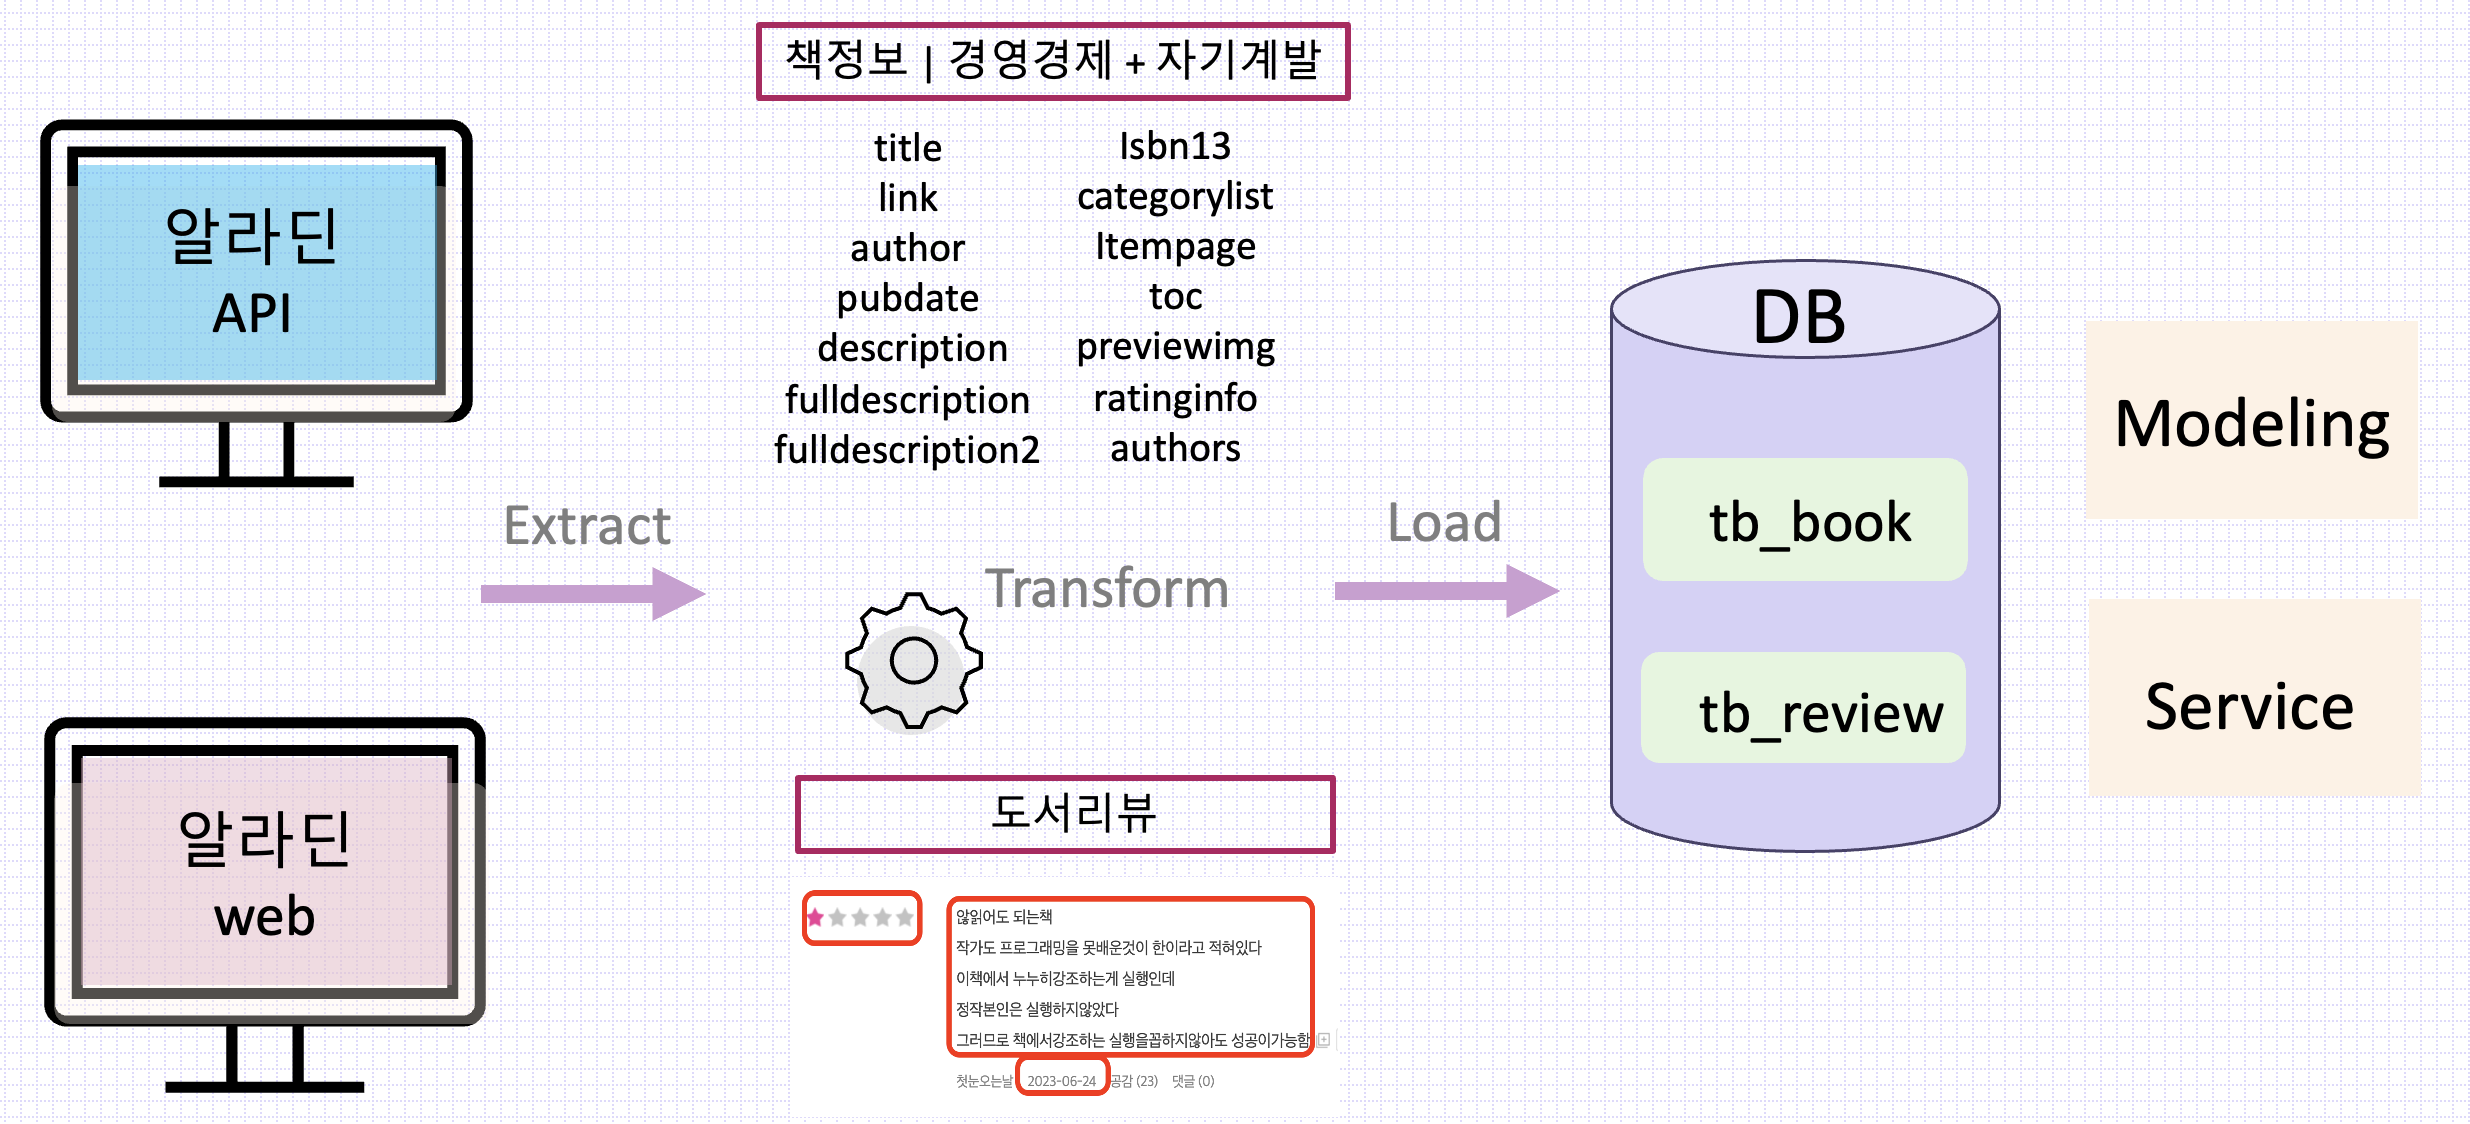 책정보 | 경영경제 + 자기계발
알라딘
API
title
link
author
pubdate
description
fulldescription
fulldescription2
Isbn13
categorylist
Itempage
toc
previewimg
ratinginfo
authors
Extract
Transform
Load
알라딘
web
도서리뷰
않읽어도 되는책
작가도 프로그래밍을 못배운것이 한이라고 적혀있다
이책에서 누누히강조하는게 실행인데
정작본인은 실행하지않았다
그러므로 책에서강조하는 실행을꼽하지않아도 성공이가능함
첫눈오는날 2023-06-24 공감 (23) 댓글 (0)
DB
tb_book
tb_review
Modeling
Service